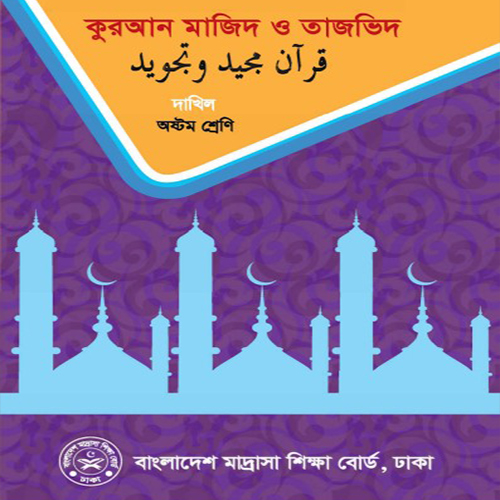 কুরআন মাজিদ ও তাজভিদ
قرآن مجيد وتجويد
দাখিল
অষ্টম শ্রেণি
বাংলাদেশ মাদ্রাসা শিক্ষা বোর্ড
ঢাকা
বাংলাদেশ মাদ্রাসা শিক্ষা বোর্ড, ঢাকা